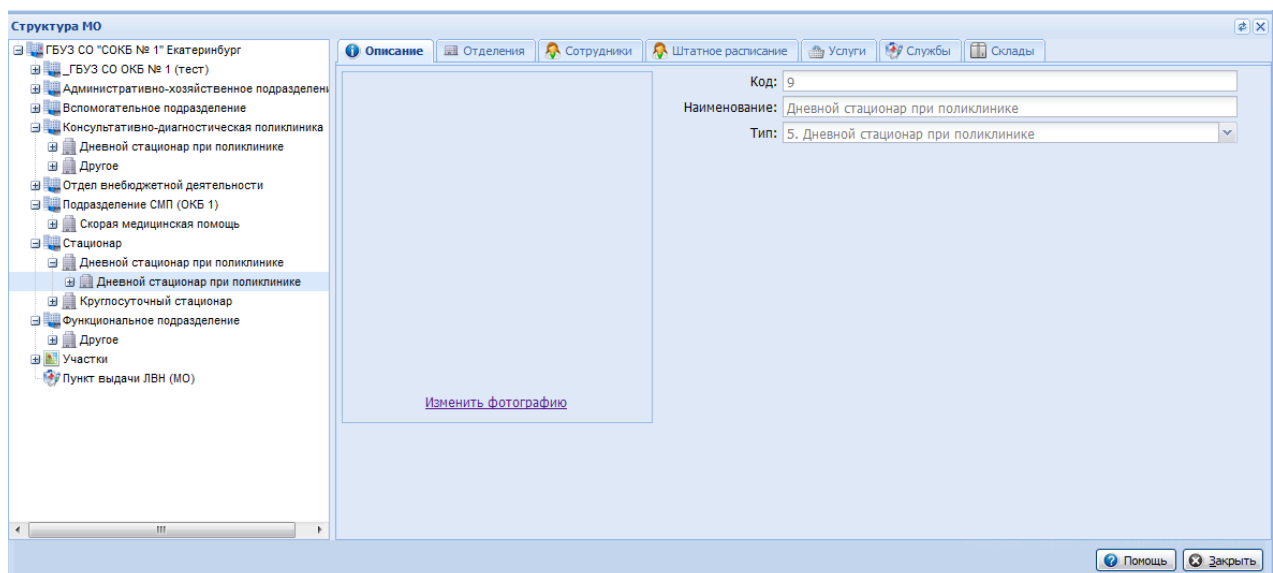 Структура МО
ГБУЗ СО "СОКБ № 1" Екатеринбург
_ГБУЗ СО ОКБ № 1 (тест)
Административно-хозяйственное подразделен
Вспомогательное подразделение
Консультативно-диагностическая поликлиника
Дневной стационар при поликлинике
Другое
Отдел внебюджетной деятельности
Подразделение СМП (ОКБ 1)
Скорая медицинская помощь
Стационар
Дневной стационар при поликлинике
Дневной стационар при поликлинике
Круглосуточный стационар
Функциональное подразделение
Другое
Участки
Пункт выдачи ЛВН (МО)
Описание Отделения Сотрудники Штатное расписание Услуги Службы Склады
Код: 9
Наименование: Дневной стационар при поликлинике
Тип: 5. Дневной стационар при поликлинике
Изменить фотографию
Помощь Закрыть